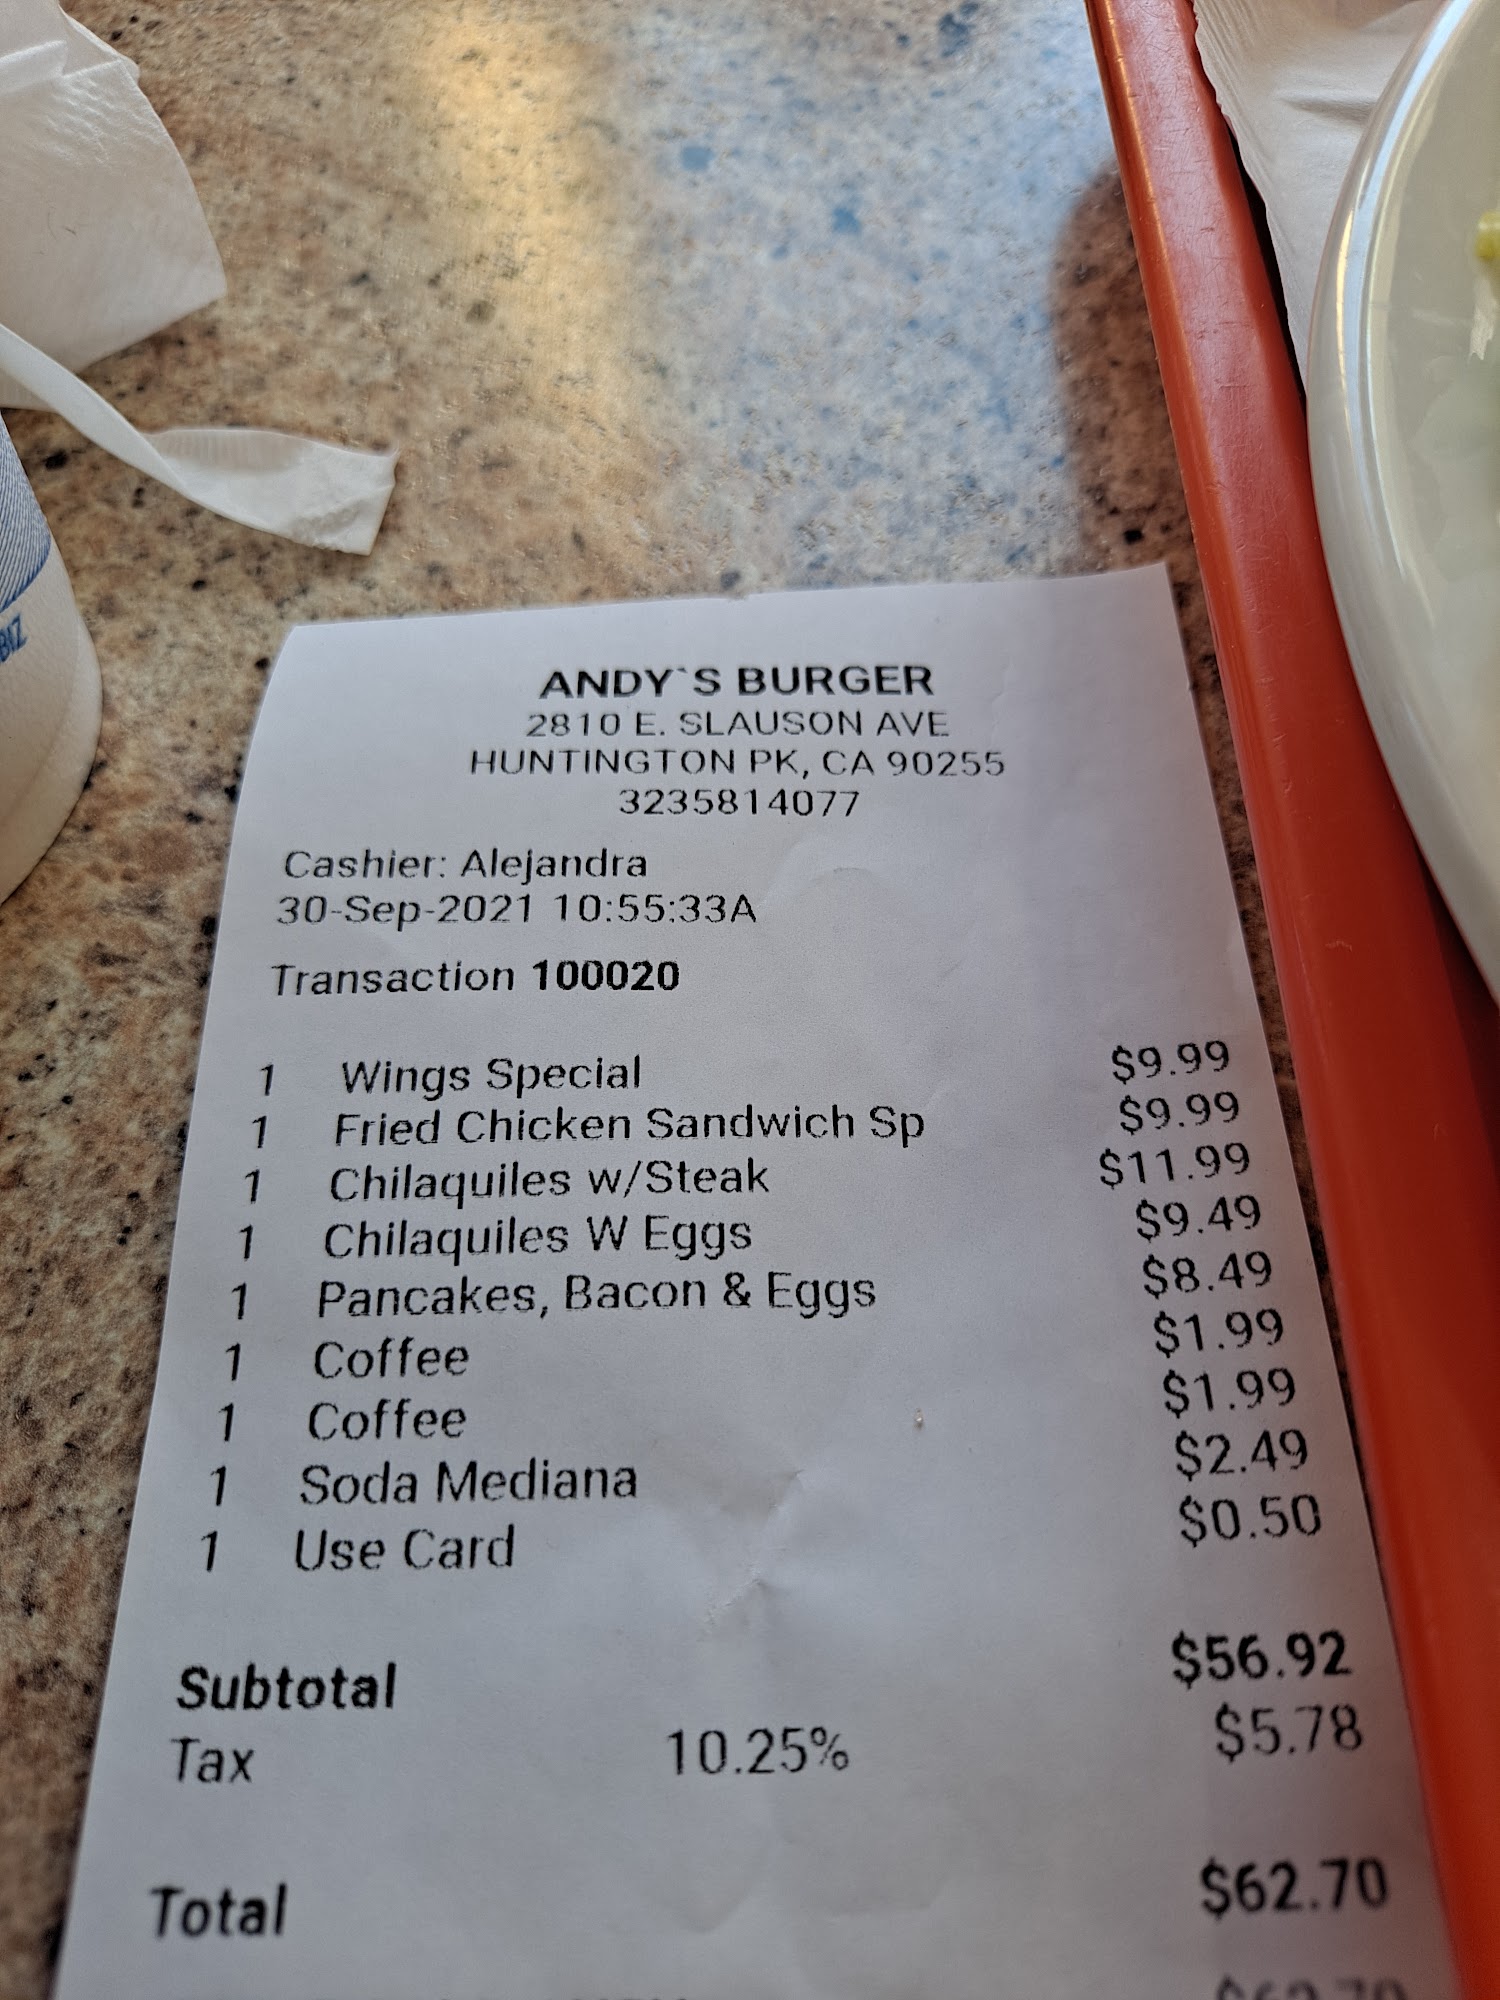 BIZ
ANDY`S BURGER
2810 E. SLAUSON AVE
HUNTINGTON PK, CA 90255
3235814077
Cashier: Alejandra
30-Sep-2021 10:55:33A
Transaction 100020
1 Wings Special $9.99
1 Fried Chicken Sandwich Sp $9.99
1 Chilaquiles w/Steak $11.99
1 Chilaquiles W Eggs $9.49
1 Pancakes, Bacon & Eggs $8.49
1 Coffee $1.99
1 Coffee $1.99
1 Soda Mediana $2.49
1 Use Card $0.50
Subtotal $56.92
Tax 10.25% $5.78
Total $62.70
$62.70